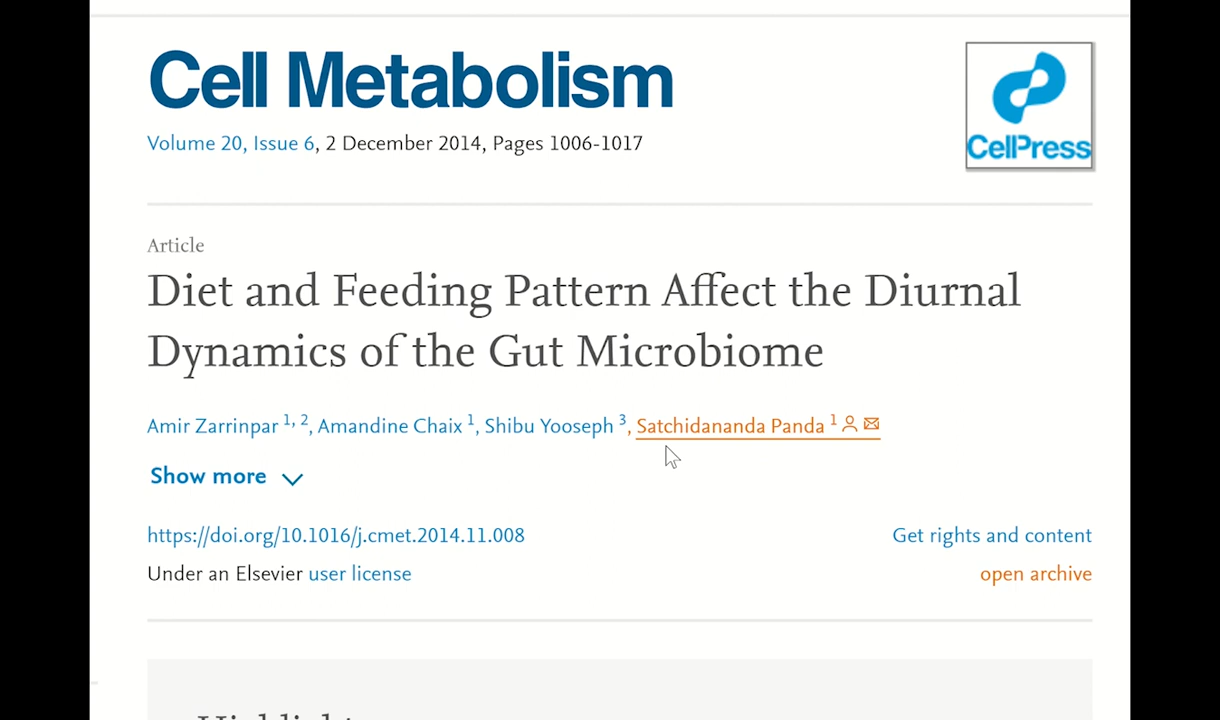 Cell Metabolism
CellPress
Volume 20, Issue 6, 2 December 2014, Pages 1006-1017
Article
Diet and Feeding Pattern Affect the Diurnal
Dynamics of the Gut Microbiome
Amir Zarrinpar 1, 2, Amandine Chaix 1, Shibu Yooseph 3, Satchidananda Panda 1
Show more
https://doi.org/10.1016/j.cmet.2014.11.008
Get rights and content
Under an Elsevier user license
open archive